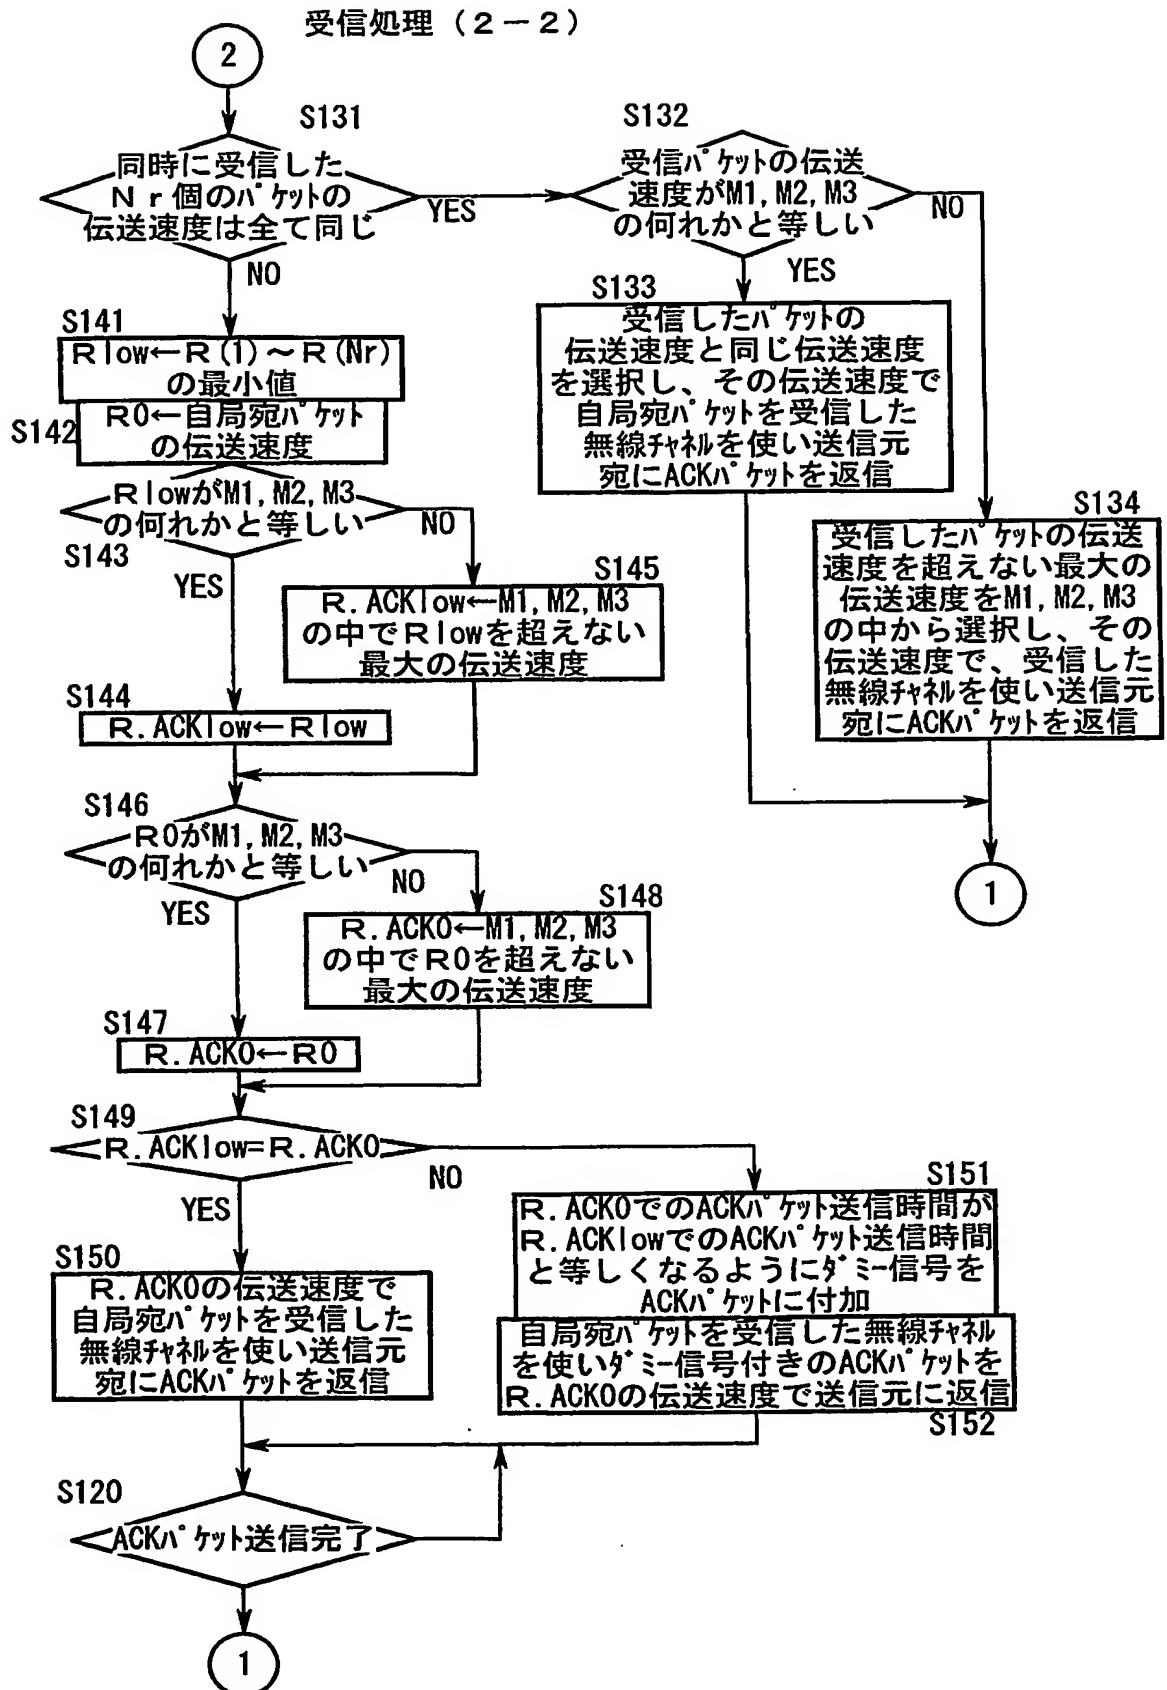 受信処理（２－２）
2
S131
同時に受信した
Ｎｒ個のﾊﾟｹｯﾄの
伝送速度は全て同じ
YES
NO
S132
受信ﾊﾟｹｯﾄの伝送
速度がM1, M2, M3
の何れかと等しい
NO
YES
S133
受信したﾊﾟｹｯﾄの
伝送速度と同じ伝送速度
を選択し、その伝送速度で
自局宛ﾊﾟｹｯﾄを受信した
無線ﾁｬﾈﾙを使い送信元
宛にACKﾊﾟｹｯﾄを返信
S134
受信したﾊﾟｹｯﾄの伝送
速度を超えない最大の
伝送速度をM1, M2, M3
の中から選択し、その
伝送速度で、受信した
無線ﾁｬﾈﾙを使い送信元
宛にACKﾊﾟｹｯﾄを返信
1
S141
Ｒlow←Ｒ(1)～Ｒ(Nr)
の最小値
S142
Ｒ0←自局宛ﾊﾟｹｯﾄ
の伝送速度
ＲlowがM1, M2, M3
の何れかと等しい
S143
NO
YES
S145
Ｒ. ACKlow←M1, M2, M3
の中でＲlowを超えない
最大の伝送速度
S144
Ｒ. ACKlow←Ｒlow
S146
Ｒ0がM1, M2, M3
の何れかと等しい
NO
YES
S148
Ｒ. ACK0←M1, M2, M3
の中でＲ0を超えない
最大の伝送速度
S147
Ｒ. ACK0←Ｒ0
S149
Ｒ. ACKlow=Ｒ. ACK0
NO
YES
S150
Ｒ. ACK0の伝送速度で
自局宛ﾊﾟｹｯﾄを受信した
無線ﾁｬﾈﾙを使い送信元
宛にACKﾊﾟｹｯﾄを返信
S151
Ｒ. ACK0でのACKﾊﾟｹｯﾄ送信時間が
Ｒ. ACKlowでのACKﾊﾟｹｯﾄ送信時間
と等しくなるようにﾀﾞﾐｰ信号を
ACKﾊﾟｹｯﾄに付加
自局宛ﾊﾟｹｯﾄを受信した無線ﾁｬﾈﾙ
を使いﾀﾞﾐｰ信号付きのACKﾊﾟｹｯﾄを
Ｒ. ACK0の伝送速度で送信元に返信
S152
S120
ACKﾊﾟｹｯﾄ送信完了
1